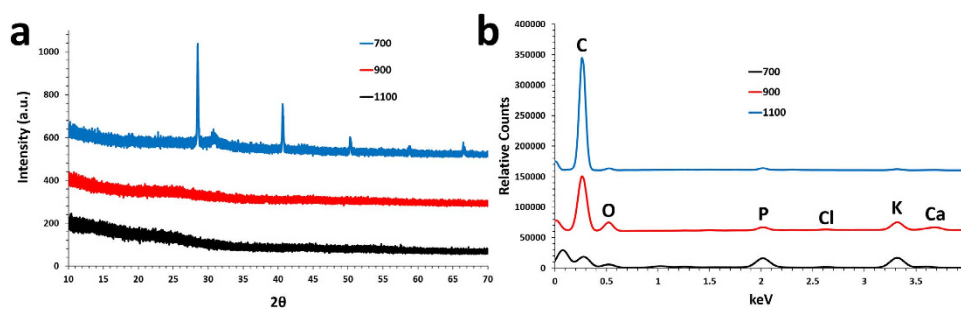 a
Intensity (a.u.)
1000
800
600
400
200
0
700
900
1100
10 15 20 25 30 35 40 45 50 55 60 65 70
2θ
b
Relative Counts
400000
350000
300000
250000
200000
150000
100000
50000
0
C
700
900
1100
O P Cl K Ca
0 0.5 1 1.5 2 2.5 3 3.5
keV